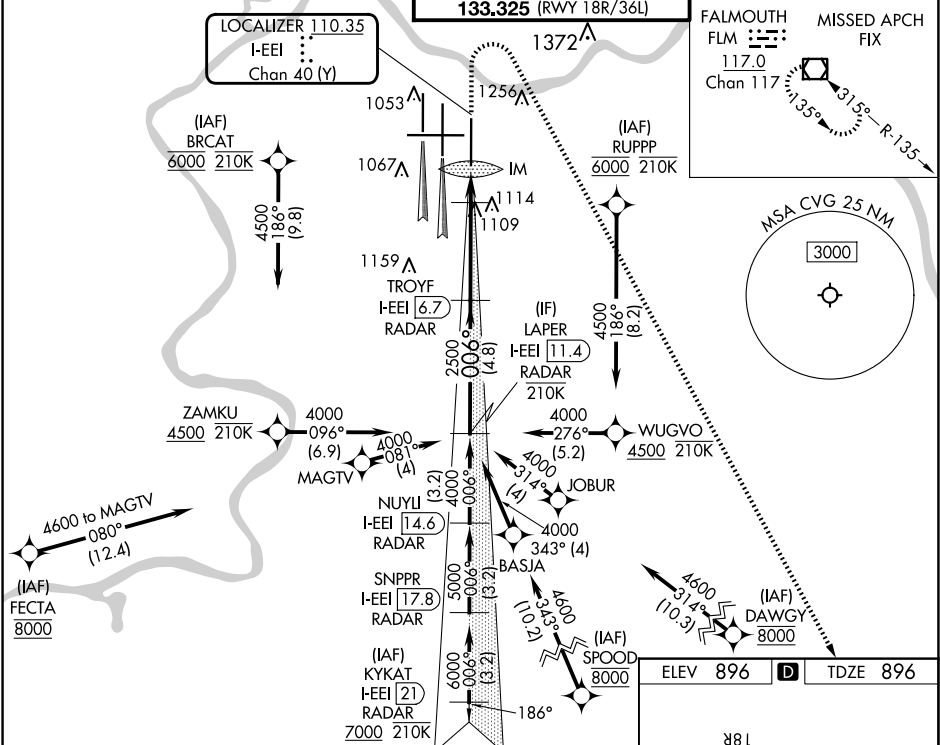 133.325 (RWY 18R/36L)
LOCALIZER 110.35
I-EEI
Chan 40 (Y)
FALMOUTH
FLM
117.0
Chan 117
MISSED APCH
FIX
315°
R-135
135°
1372
1256
1053
1067
IM
1114
1109
1159
(IAF)
BRCAT
6000 210K
4500
186°
(9.8)
(IAF)
RUPPP
6000 210K
4500
186°
(8.2)
MSA CVG 25 NM
3000
TROYF
I-EEI 6.7
RADAR
(IF)
LAPER
I-EEI 11.4
RADAR
210K
2500
006°
(4.8)
ZAMKU
4500 210K
4000
096°
(6.9)
MAGTV
4000
081°
(4)
4000
276°
(5.2)
WUGVO
4500 210K
4000
314°
(4)
JOBUR
4000
343° (4)
BASJA
(3.2)
4000
006°
NUYLI
I-EEI 14.6
RADAR
4600 to MAGTV
080°
(12.4)
(IAF)
FECTA
8000
SNPPR
I-EEI 17.8
RADAR
5000
006°
(3.2)
4600
343°
(10.2)
(IAF)
SPOOD
8000
4600
314°
(10.3)
(IAF)
DAWGY
8000
(IAF)
KYKAT
I-EEI 21
RADAR
7000 210K
6000
006°
(3.2)
186°
ELEV 896 D TDZE 896
18R